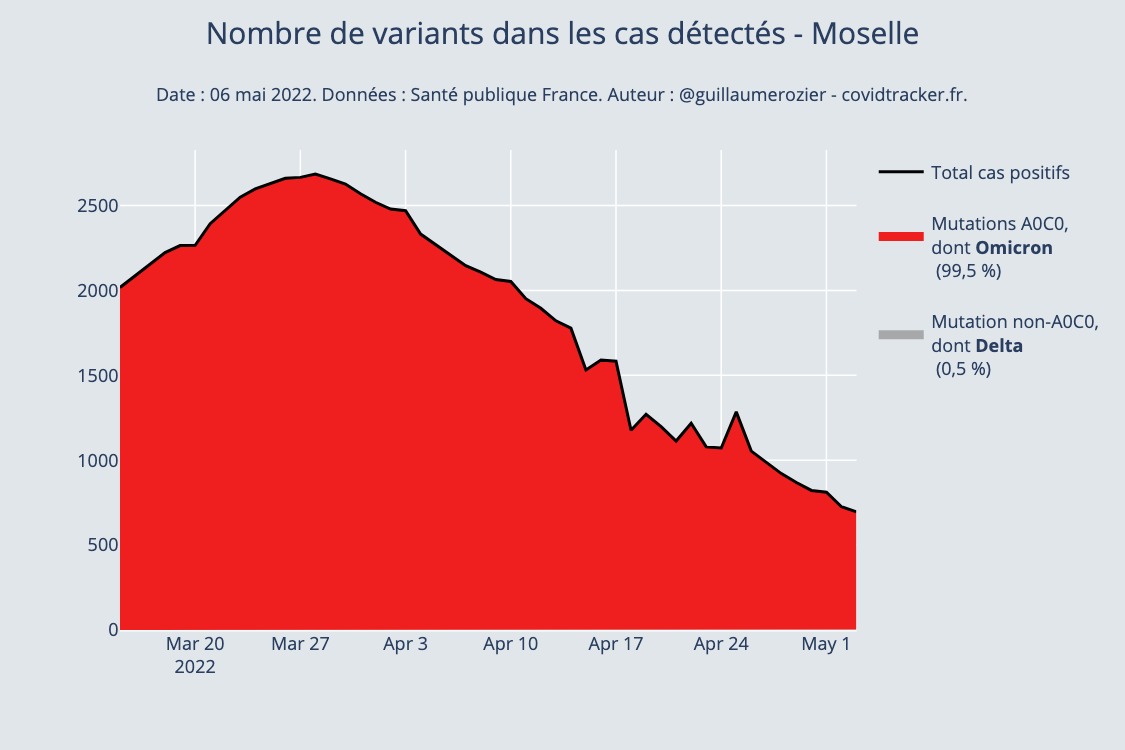 Nombre de variants dans les cas détectés - Moselle
Date : 06 mai 2022. Données : Santé publique France. Auteur : @guillaumerozier - covidtracker.fr.
Total cas positifs
Mutations A0C0,
dont Omicron
(99,5 %)
Mutation non-A0C0,
dont Delta
(0,5 %)
2500
2000
1500
1000
500
0
Mar 20 Mar 27 Apr 3 Apr 10 Apr 17 Apr 24 May 1
2022